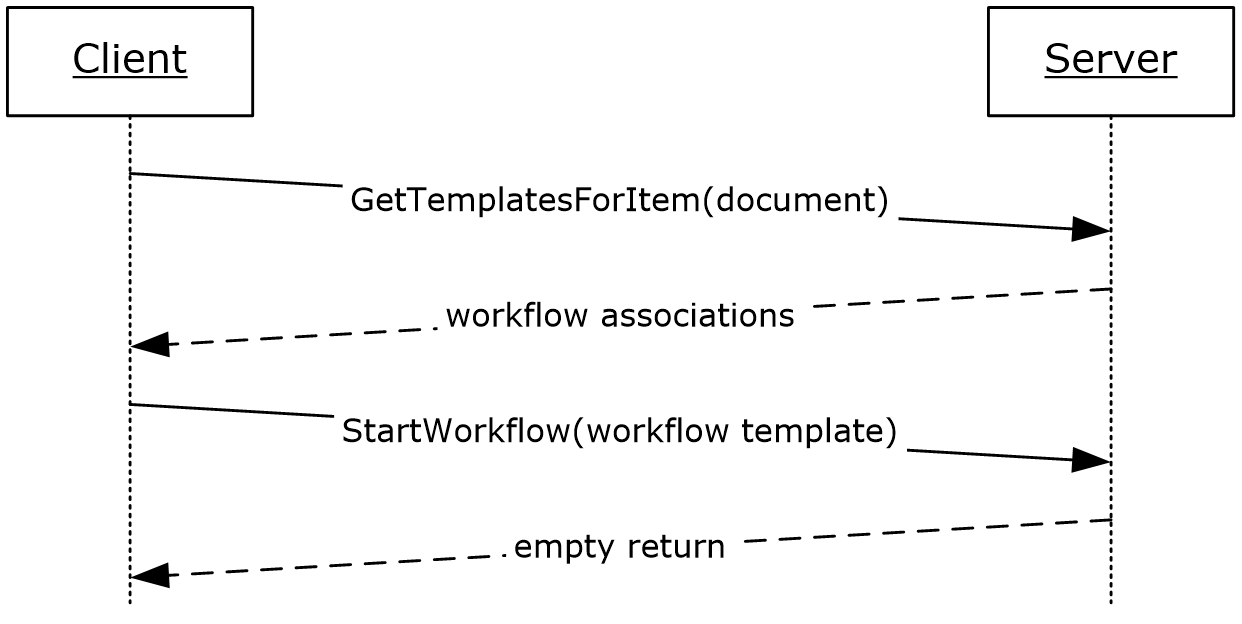 Client
Server
GetTemplatesForItem(document)
workflow associations
StartWorkflow(workflow template)
empty return